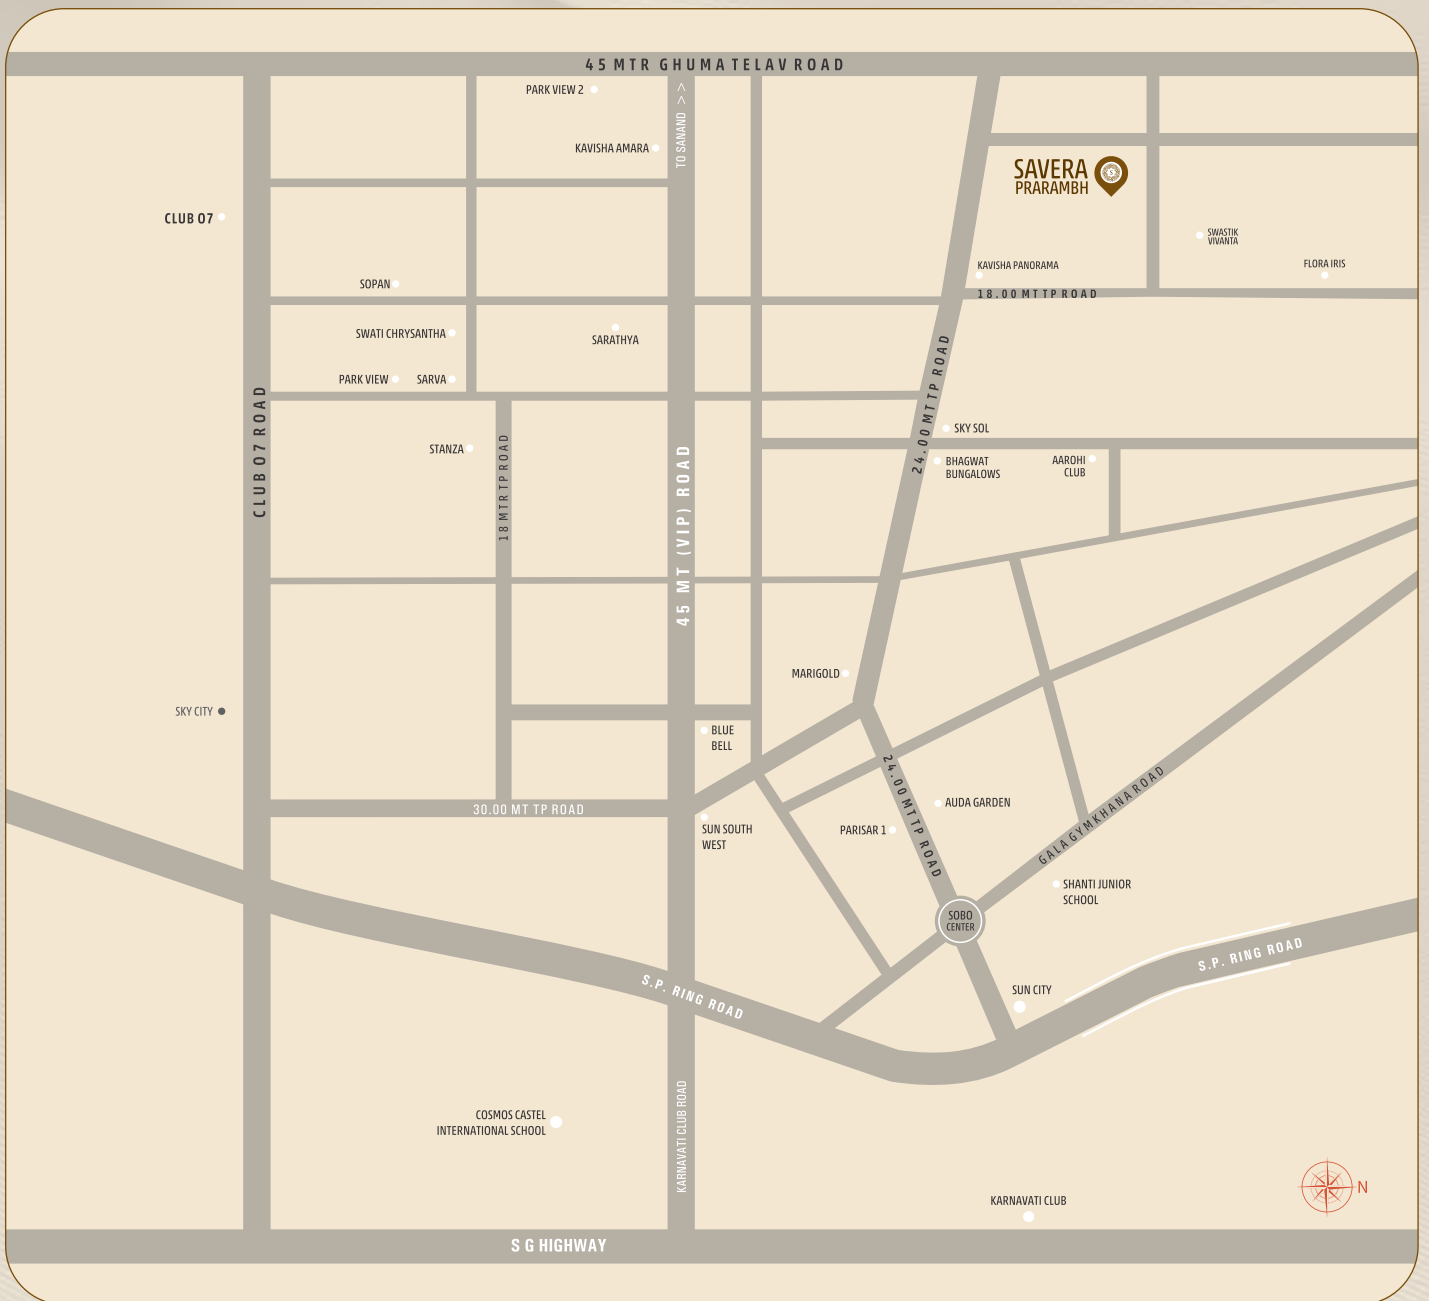 45 MTR GHUMA TELAV ROAD
PARK VIEW 2
TO SANAND >>
KAVISHA AMARA
SAVERA
PRARAMBH
CLUB O7
SWASTIK
VIVANTA
KAVISHA PANORAMA
FLORA IRIS
SOPAN
18.00 MT TP ROAD
SWATI CHRYSANTHA
SARATHYA
PARK VIEW
SARVA
24.00 MT TP ROAD
CLUB O7 ROAD
SKY SOL
STANZA
18 MTR TP ROAD
45 MT (VIP) ROAD
BHAGWAT
BUNGALOWS
AAROHI
CLUB
MARIGOLD
SKY CITY
BLUE
BELL
24.00 MT TP ROAD
GALA GYMKHANA ROAD
AUDA GARDEN
30.00 MT TP ROAD
SUN SOUTH
WEST
PARISAR 1
SHANTI JUNIOR
SCHOOL
SOBO
CENTER
S.P. RING ROAD
S.P. RING ROAD
SUN CITY
COSMOS CASTEL
INTERNATIONAL SCHOOL
KARNAVATI CLUB ROAD
KARNAVATI CLUB
N
S G HIGHWAY